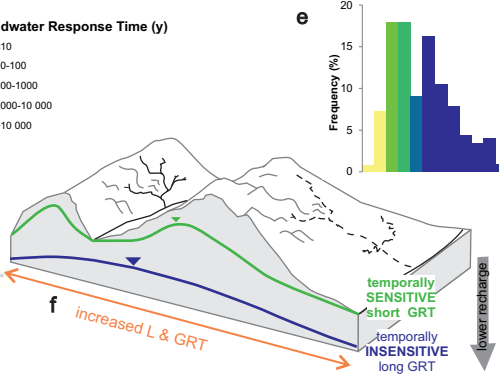 dwater Response Time (y)
10
0-100
00-1000
000-10 000
10 000
e
Frequency (%)
20
15
10
5
0
f
increased L & GRT
temporally
SENSITIVE
short GRT
temporally
INSENSITIVE
long GRT
lower recharge